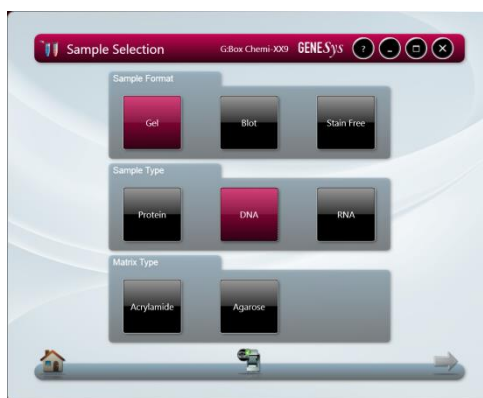 Sample Selection G:Box Chemi-XX9 GENESys ? _ X
Sample Format
Gel Blot Stain Free
Sample Type
Protein DNA RNA
Matrix Type
Acrylamide Agarose